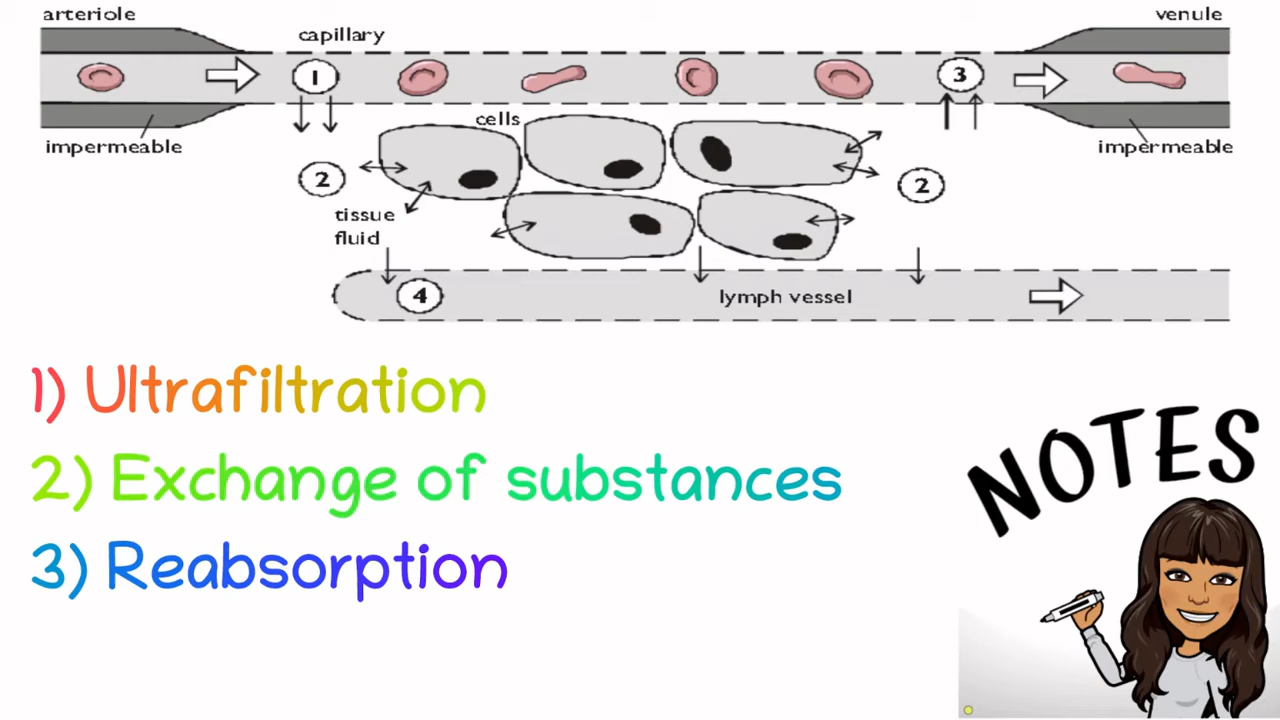 arteriole
venule
capillary
1
3
impermeable
cells
impermeable
2
2
tissue
fluid
4
lymph vessel
1) Ultrafiltration
2) Exchange of substances
3) Reabsorption
NOTES